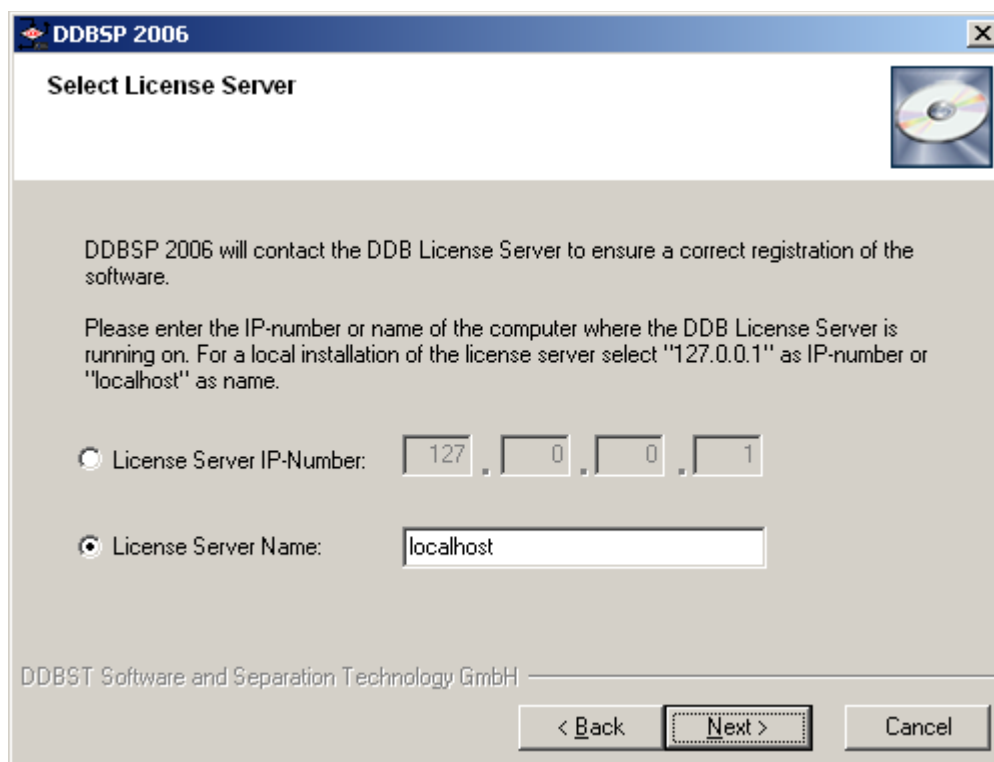 DDBSP 2006
Select License Server
DDBSP 2006 will contact the DDB License Server to ensure a correct registration of the
software.
Please enter the IP-number or name of the computer where the DDB License Server is
running on. For a local installation of the license server select "127.0.0.1" as IP-number or
"localhost" as name.
License Server IP-Number: 127 . 0 . 0 . 1
License Server Name: localhost
DDBST Software and Separation Technology GmbH
< Back Next > Cancel